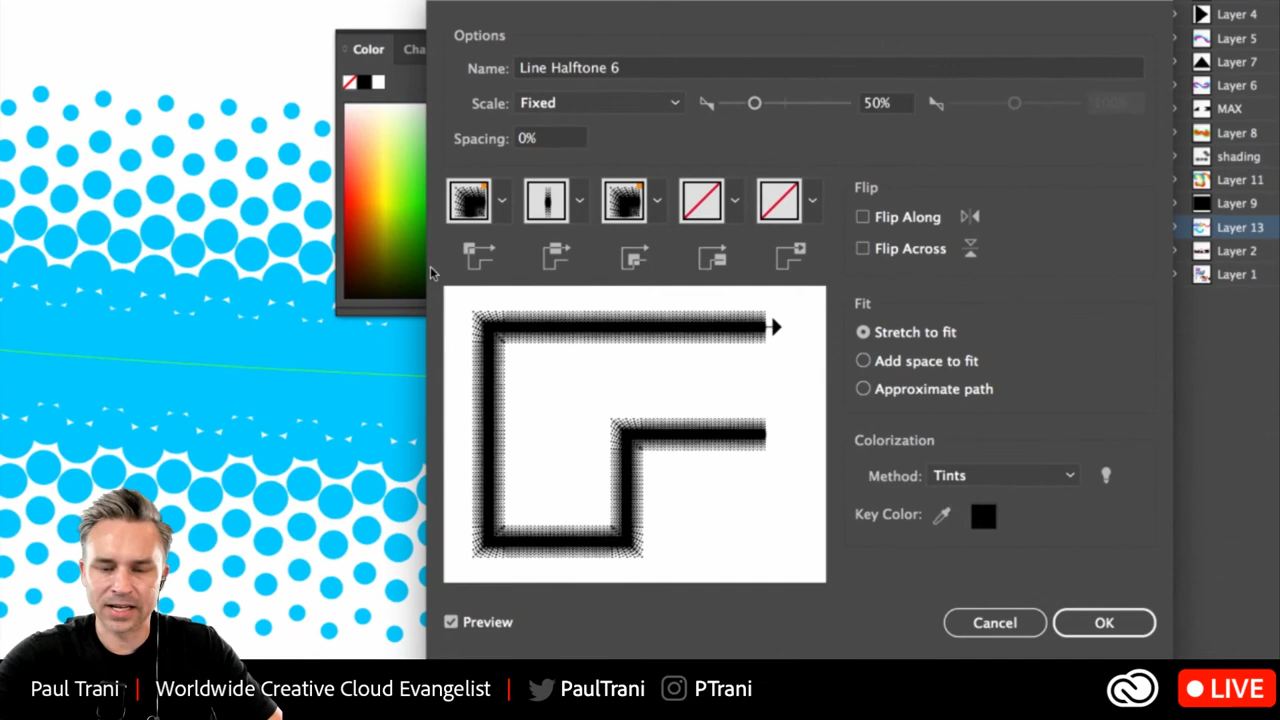 Options
Name: Line Halftone 6
Scale: Fixed 50%
Spacing: 0%
Color
Flip
Flip Along
Flip Across
Fit
Stretch to fit
Add space to fit
Approximate path
Colorization
Method: Tints
Key Color:
Preview
Cancel OK
Layer 4
Layer 5
Layer 7
Layer 6
MAX
Layer 8
shading
Layer 11
Layer 9
Layer 13
Layer 2
Layer 1
Paul Trani | Worldwide Creative Cloud Evangelist | PaulTrani PTrani
LIVE